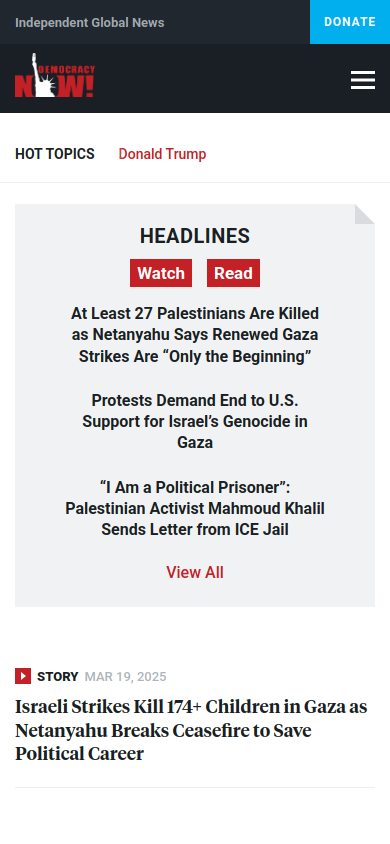 Independent Global News
DONATE
DEMOCRACY
NOW!
HOT TOPICS
Donald Trump
HEADLINES
Watch
Read
At Least 27 Palestinians Are Killed
as Netanyahu Says Renewed Gaza
Strikes Are “Only the Beginning”
Protests Demand End to U.S.
Support for Israel’s Genocide in
Gaza
“I Am a Political Prisoner”:
Palestinian Activist Mahmoud Khalil
Sends Letter from ICE Jail
View All
STORY MAR 19, 2025
Israeli Strikes Kill 174+ Children in Gaza as
Netanyahu Breaks Ceasefire to Save
Political Career